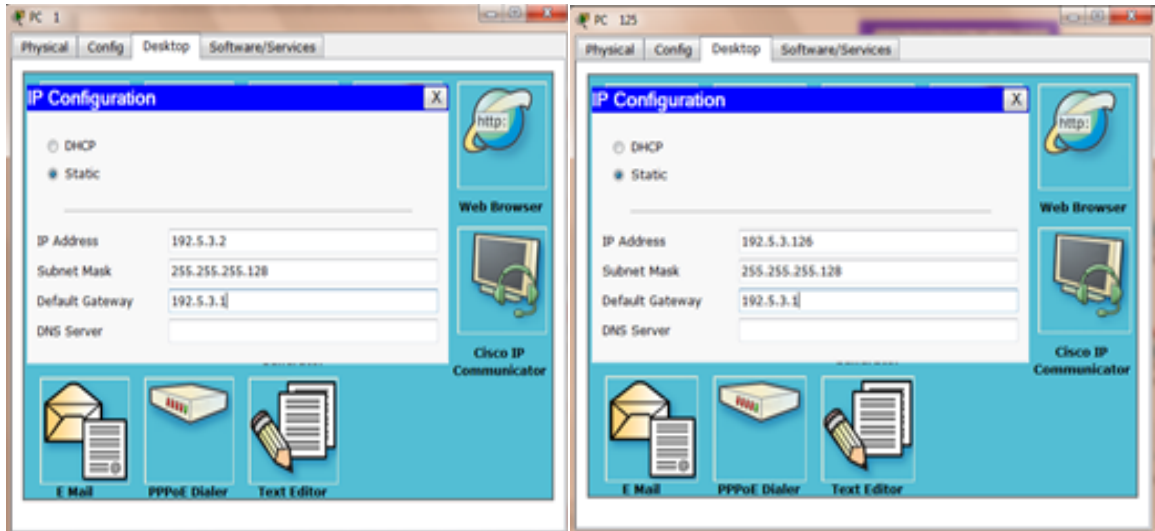 PC 1
Physical Config Desktop Software/Services
IP Configuration X
http:
DHCP
Static
Web Browser
IP Address 192.5.3.2
Subnet Mask 255.255.255.128
Default Gateway 192.5.3.1
DNS Server
Cisco IP
Communicator
E Mail PPPoE Dialer Text Editor
PC 125
Physical Config Desktop Software/Services
IP Configuration X
http:
DHCP
Static
Web Browser
IP Address 192.5.3.126
Subnet Mask 255.255.255.128
Default Gateway 192.5.3.1
DNS Server
Cisco IP
Communicator
E Mail PPPoE Dialer Text Editor